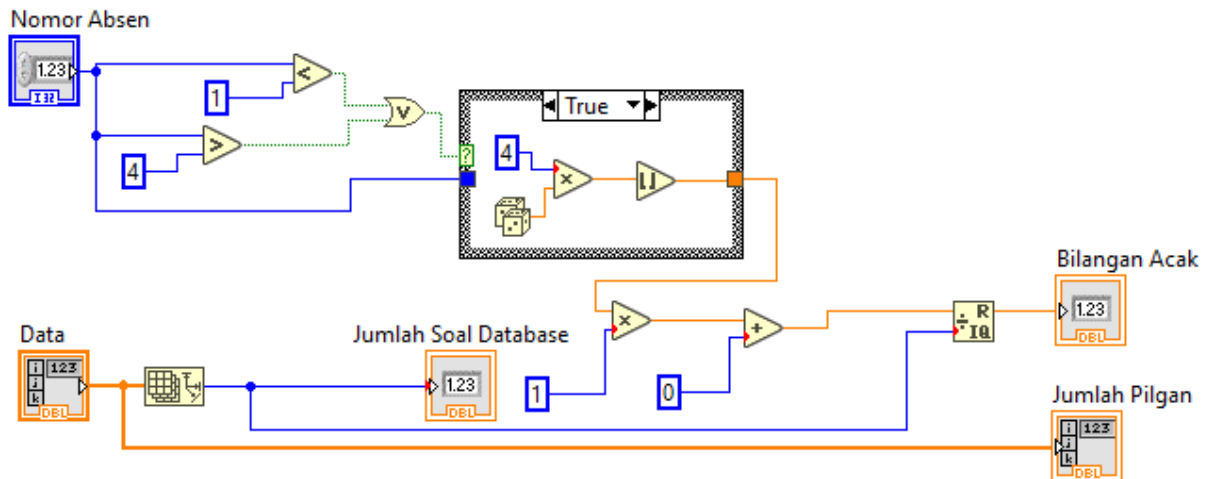 Nomor Absen
1.23
I32
1
<
4
>
V
True
?
4
×
Bilangan Acak
1.23
DBL
×
+
R
÷
IQ
Data
i
j
k
123
DBL
Jumlah Soal Database
1.23
DBL
1
0
Jumlah Pilgan
i
j
k
123
DBL